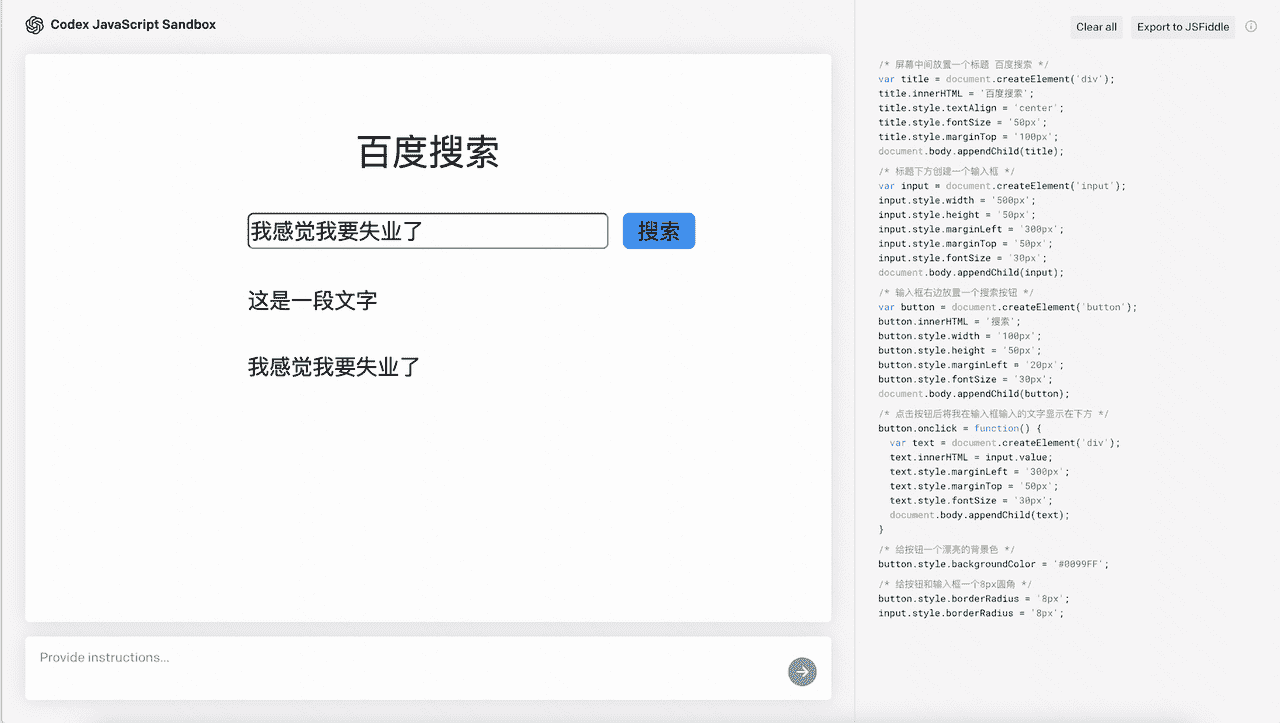 Codex JavaScript Sandbox
百度搜索
我感觉我要失业了 搜索
这是一段文字
我感觉我要失业了
Provide instructions...
Clear all Export to JSFiddle
/* 屏幕中间放置一个标题 百度搜索 */
var title = document.createElement('div');
title.innerHTML = '百度搜索';
title.style.textAlign = 'center';
title.style.fontSize = '50px';
title.style.marginTop = '100px';
document.body.appendChild(title);
/* 标题下方创建一个输入框 */
var input = document.createElement('input');
input.style.width = '500px';
input.style.height = '50px';
input.style.marginLeft = '300px';
input.style.marginTop = '50px';
input.style.fontSize = '30px';
document.body.appendChild(input);
/* 输入框右边放置一个搜索按钮 */
var button = document.createElement('button');
button.innerHTML = '搜索';
button.style.width = '100px';
button.style.height = '50px';
button.style.marginLeft = '20px';
button.style.fontSize = '30px';
document.body.appendChild(button);
/* 点击按钮后将我在输入框输入的文字显示在下方 */
button.onclick = function() {
  var text = document.createElement('div');
  text.innerHTML = input.value;
  text.style.marginLeft = '300px';
  text.style.marginTop = '50px';
  text.style.fontSize = '30px';
  document.body.appendChild(text);
}
/* 给按钮一个漂亮的背景色 */
button.style.backgroundColor = '#0099FF';
/* 给按钮和输入框一个8px圆角 */
button.style.borderRadius = '8px';
input.style.borderRadius = '8px';